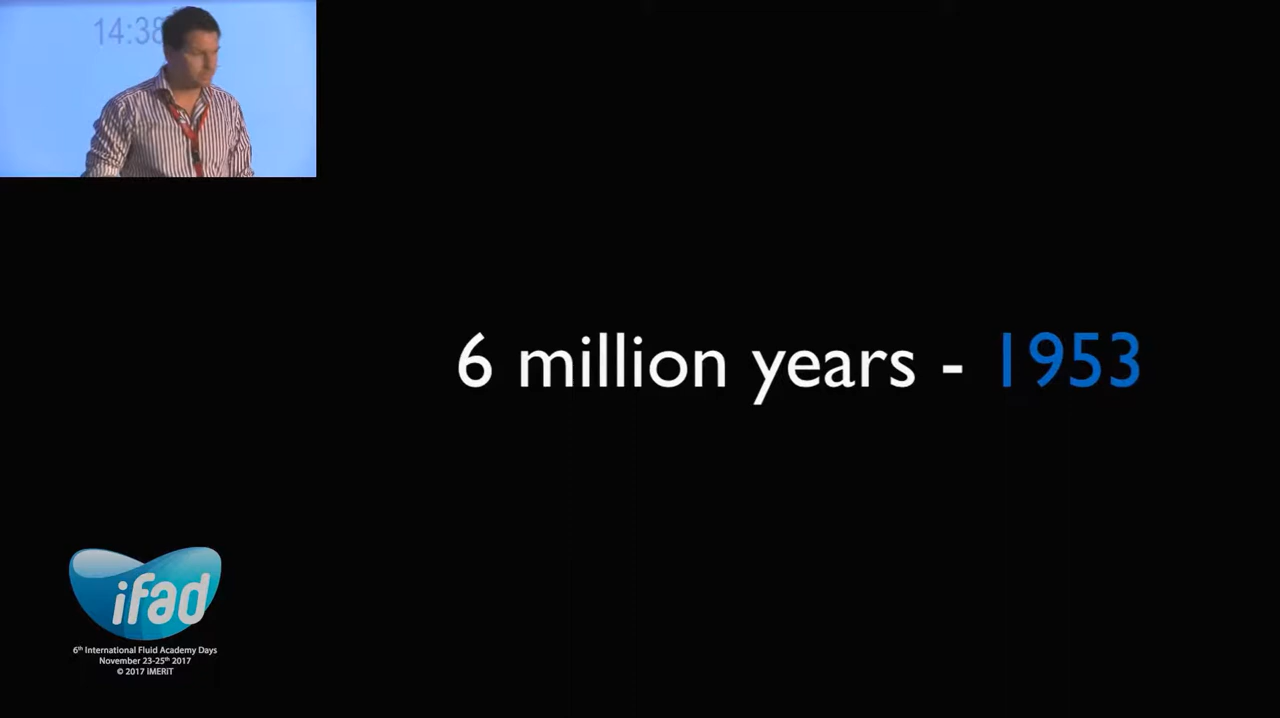 14:38
6 million years - 1953
ifad
6th International Fluid Academy Days
November 23-25th 2017
© 2017 iMERiT